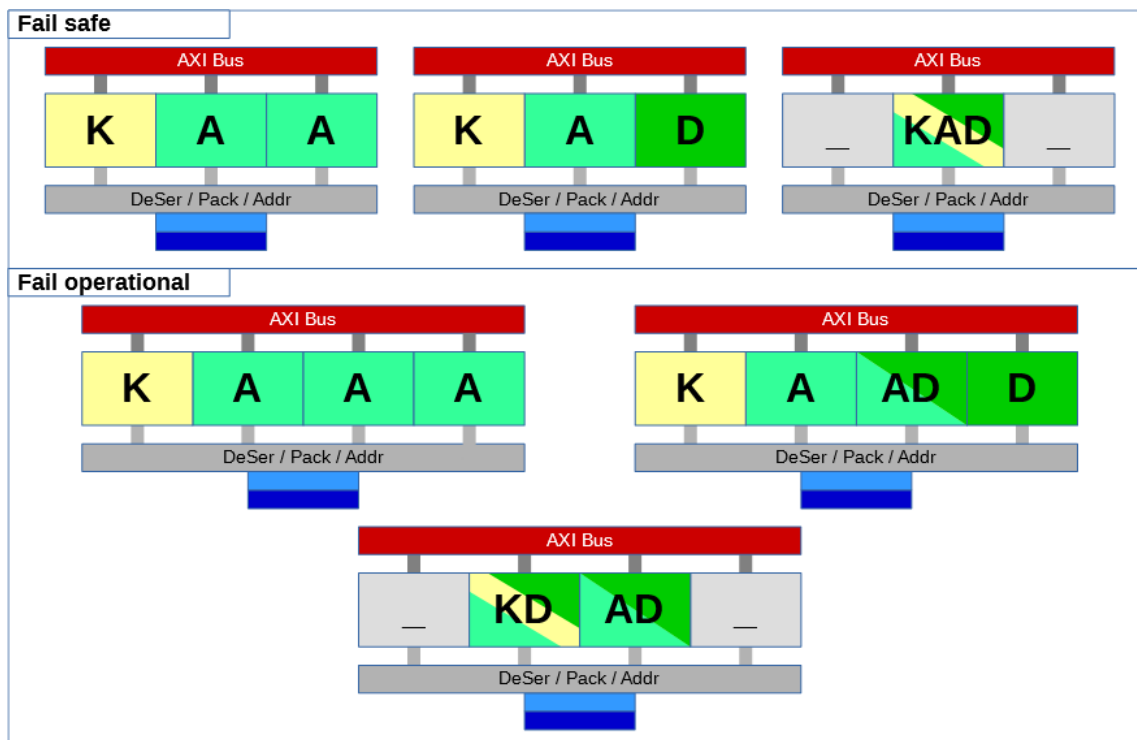 Fail safe
AXI Bus AXI Bus AXI Bus
K A A K A D _ KAD _
DeSer / Pack / Addr DeSer / Pack / Addr DeSer / Pack / Addr
Fail operational
AXI Bus AXI Bus
K A A A K A AD D
DeSer / Pack / Addr DeSer / Pack / Addr
AXI Bus
_ KD AD _
DeSer / Pack / Addr